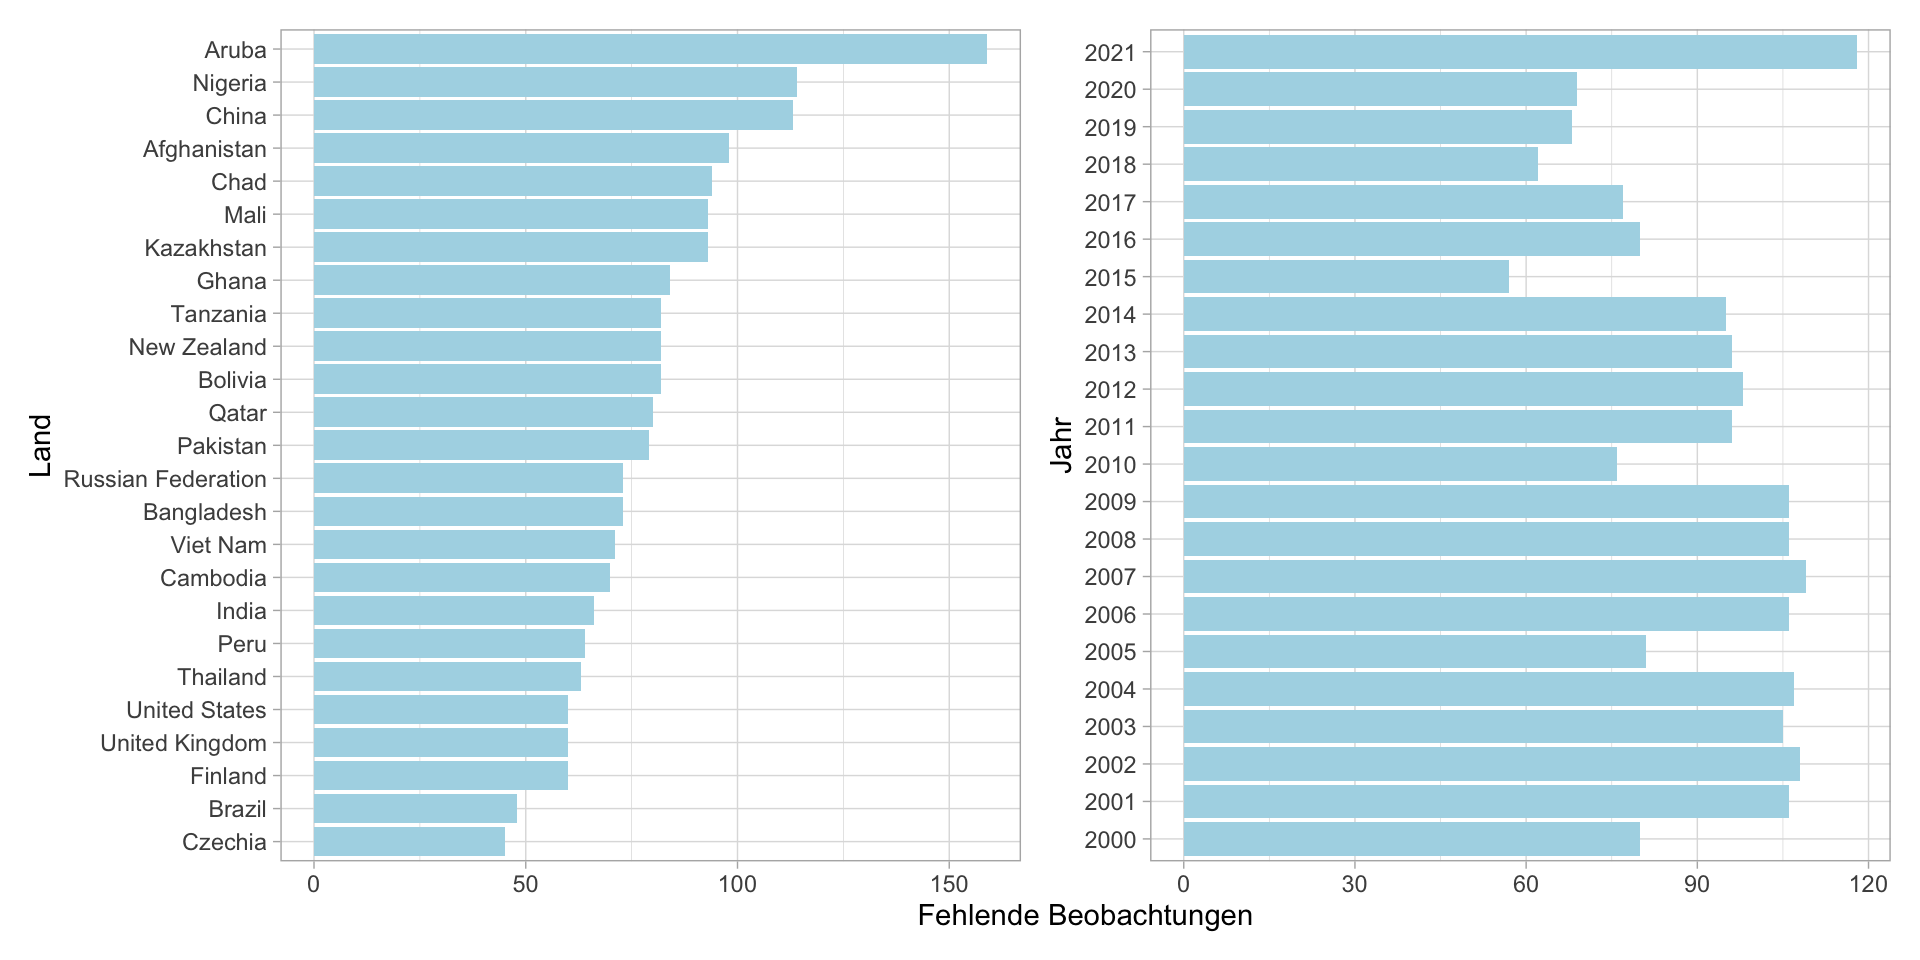 Land
Aruba
Nigeria
China
Afghanistan
Chad
Mali
Kazakhstan
Ghana
Tanzania
New Zealand
Bolivia
Qatar
Pakistan
Russian Federation
Bangladesh
Viet Nam
Cambodia
India
Peru
Thailand
United States
United Kingdom
Finland
Brazil
Czechia
0 50 100 150
Jahr
2021
2020
2019
2018
2017
2016
2015
2014
2013
2012
2011
2010
2009
2008
2007
2006
2005
2004
2003
2002
2001
2000
0 30 60 90 120
Fehlende Beobachtungen